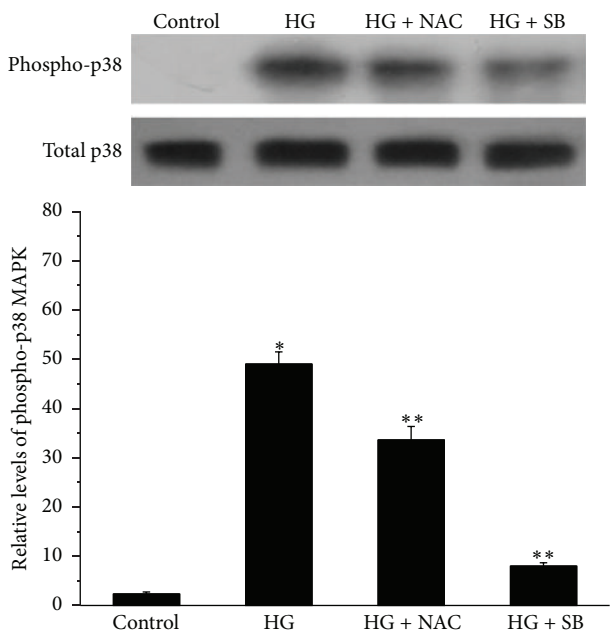 Control HG HG + NAC HG + SB
Phospho-p38
Total p38
80
70
60
50
40
30
20
10
0
Relative levels of phospho-p38 MAPK
*
**
**
Control HG HG + NAC HG + SB